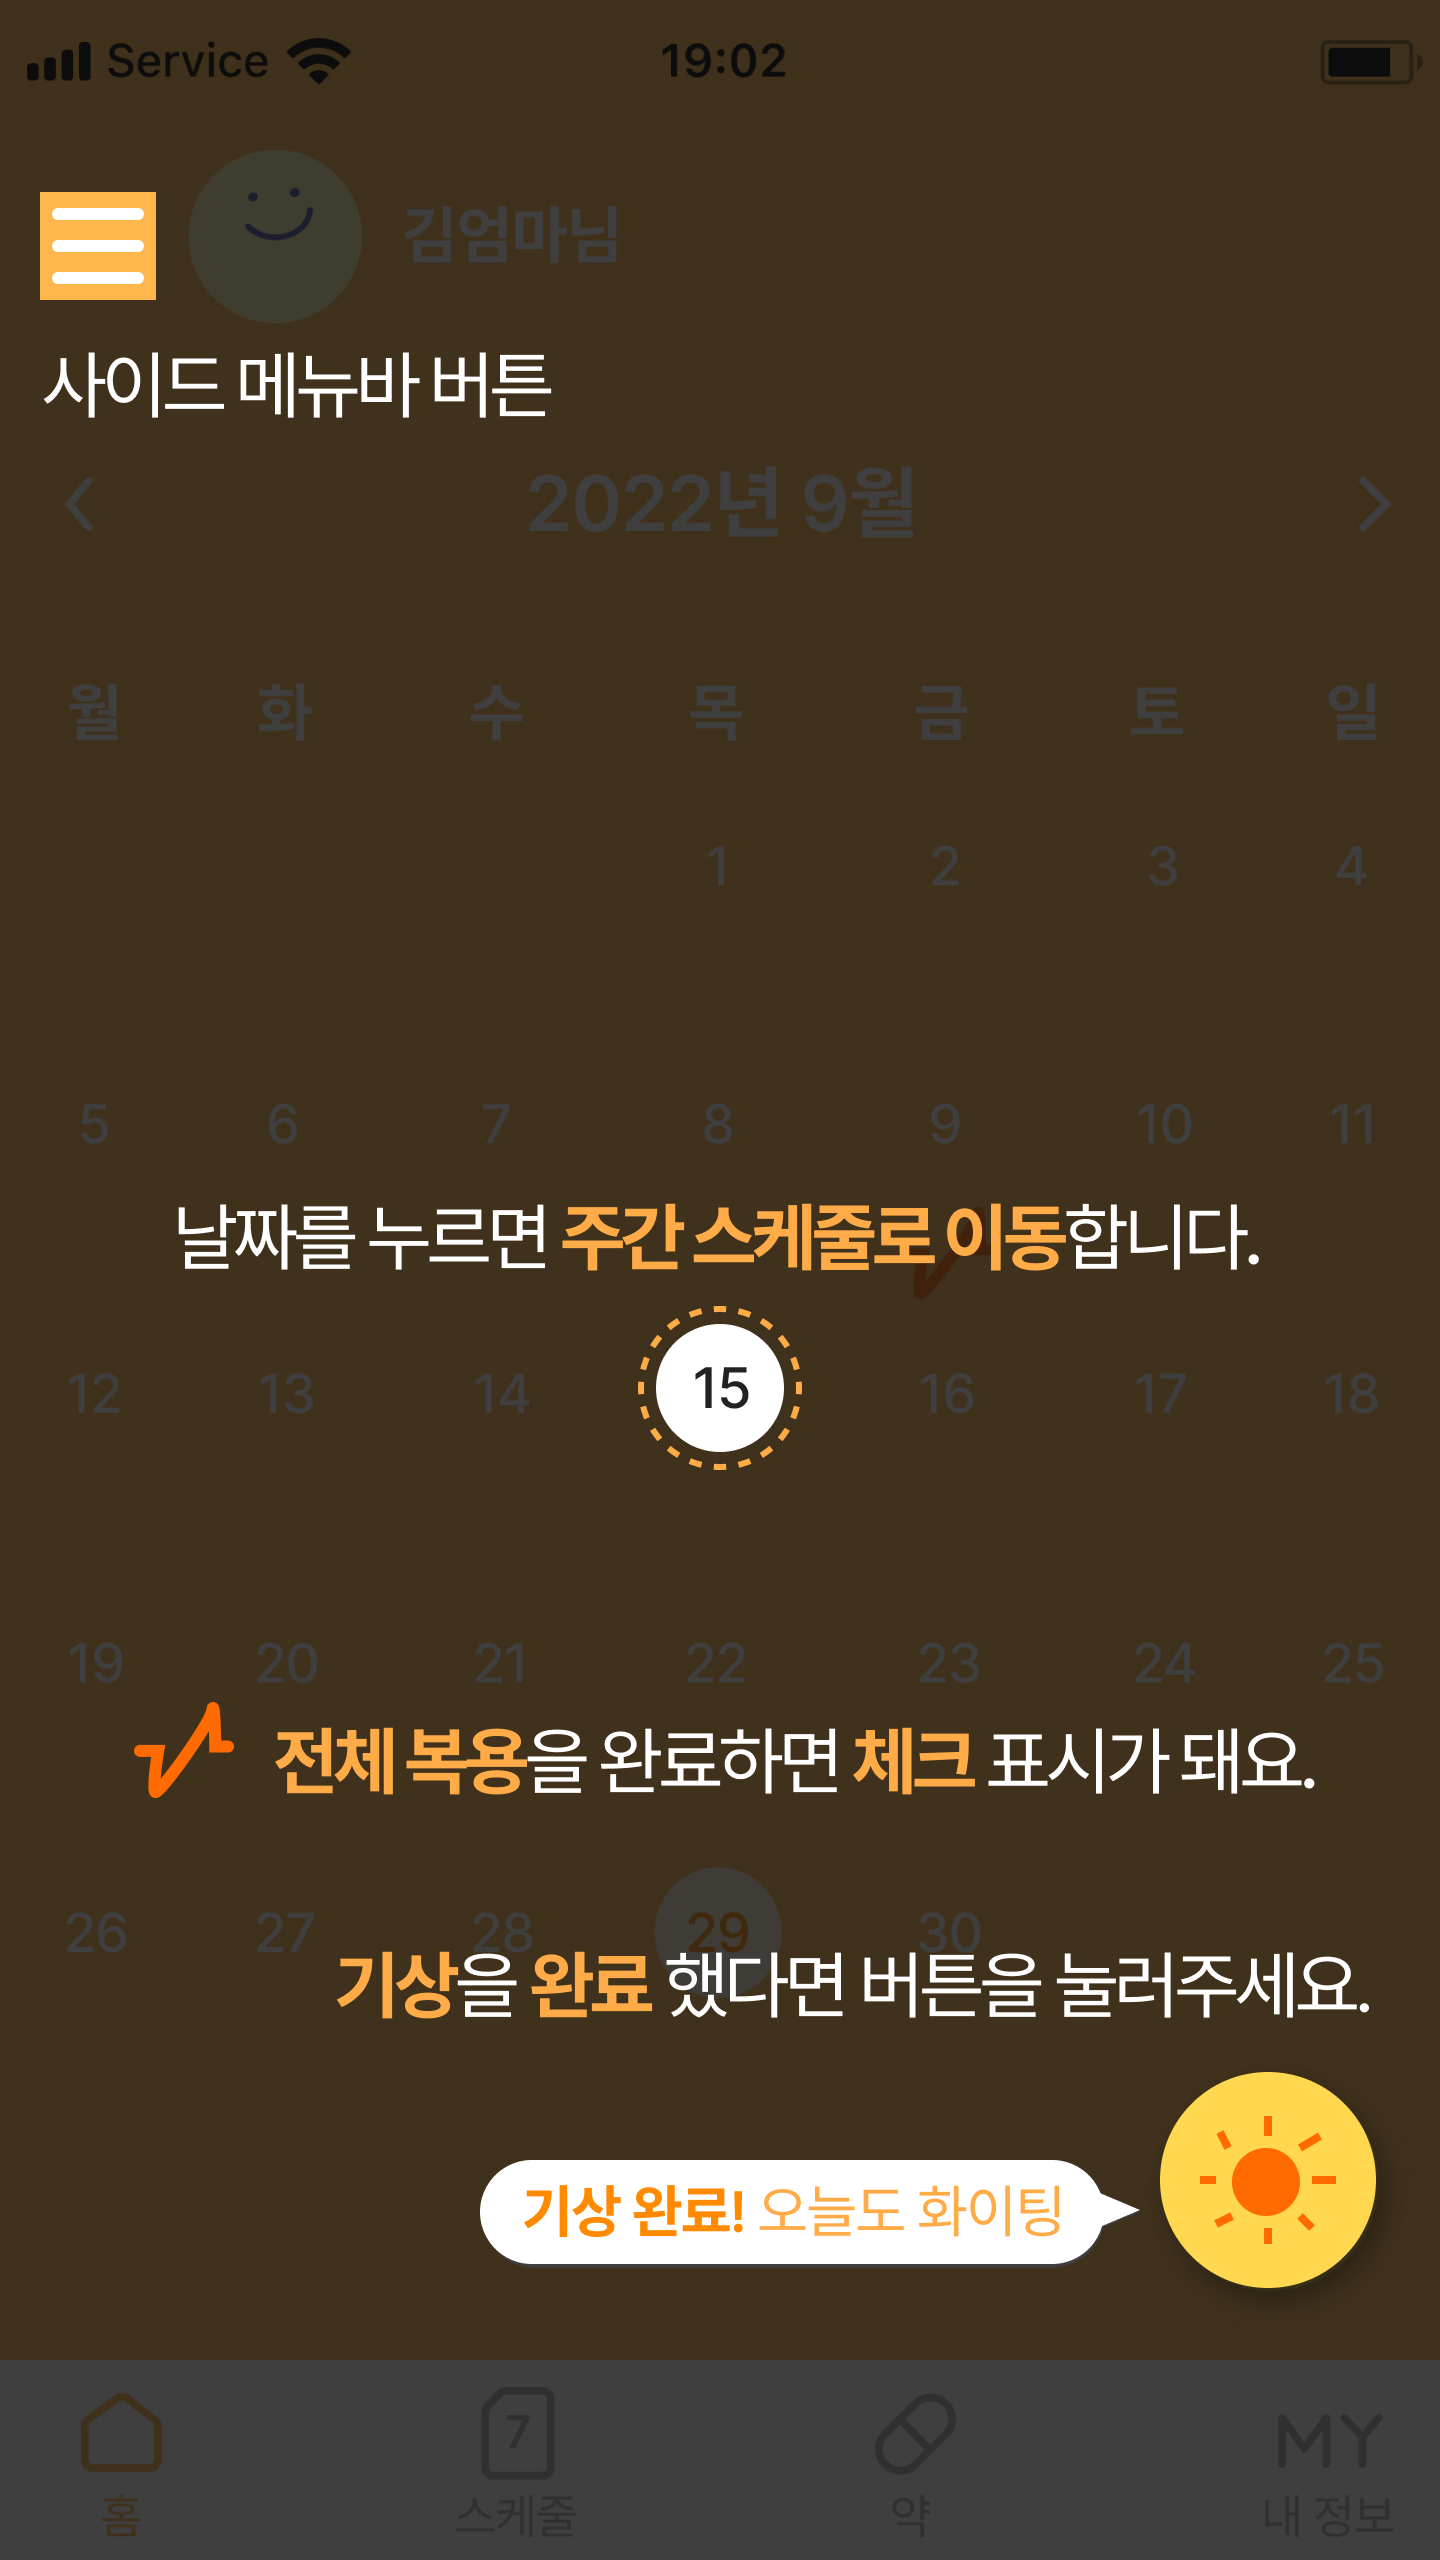 Service 19:02
김엄마님
사이드 메뉴바 버튼
2022년 9월
월 화 수 목 금 토 일
1 2 3 4
5 6 7 8 9 10 11
날짜를 누르면 주간 스케줄로 이동합니다.
12 13 14 15 16 17 18
19 20 21 22 23 24 25
전체 복용을 완료하면 체크 표시가 돼요.
26 27 28 29 30
기상을 완료 했다면 버튼을 눌러주세요.
기상 완료! 오늘도 화이팅
7 MY
홈 스케줄 약 내 정보